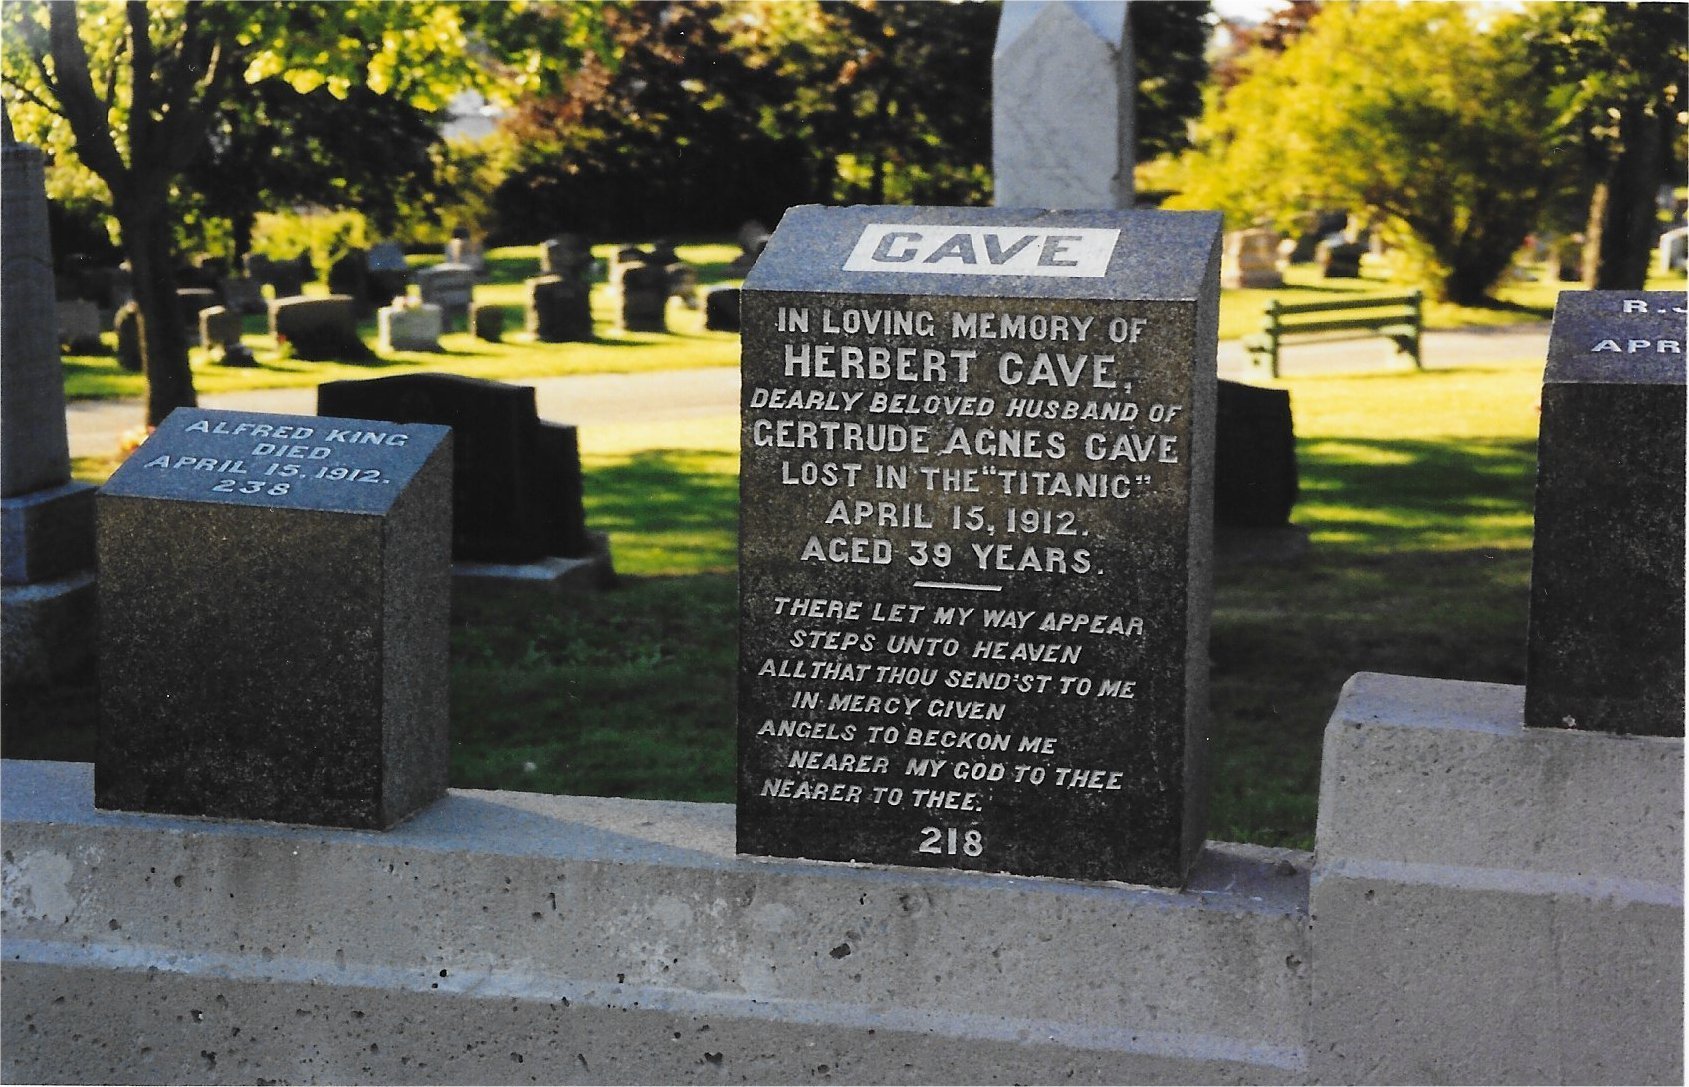 ALFRED KING
DIED
APRIL 15, 1912.
238
CAVE
IN LOVING MEMORY OF
HERBERT CAVE,
DEARLY BELOVED HUSBAND OF
GERTRUDE AGNES CAVE
LOST IN THE "TITANIC"
APRIL 15, 1912.
AGED 39 YEARS.
THERE LET MY WAY APPEAR
STEPS UNTO HEAVEN
ALL THAT THOU SEND'ST TO ME
IN MERCY GIVEN
ANGELS TO BECKON ME
NEARER MY GOD TO THEE
NEARER TO THEE.
218
R.
APR